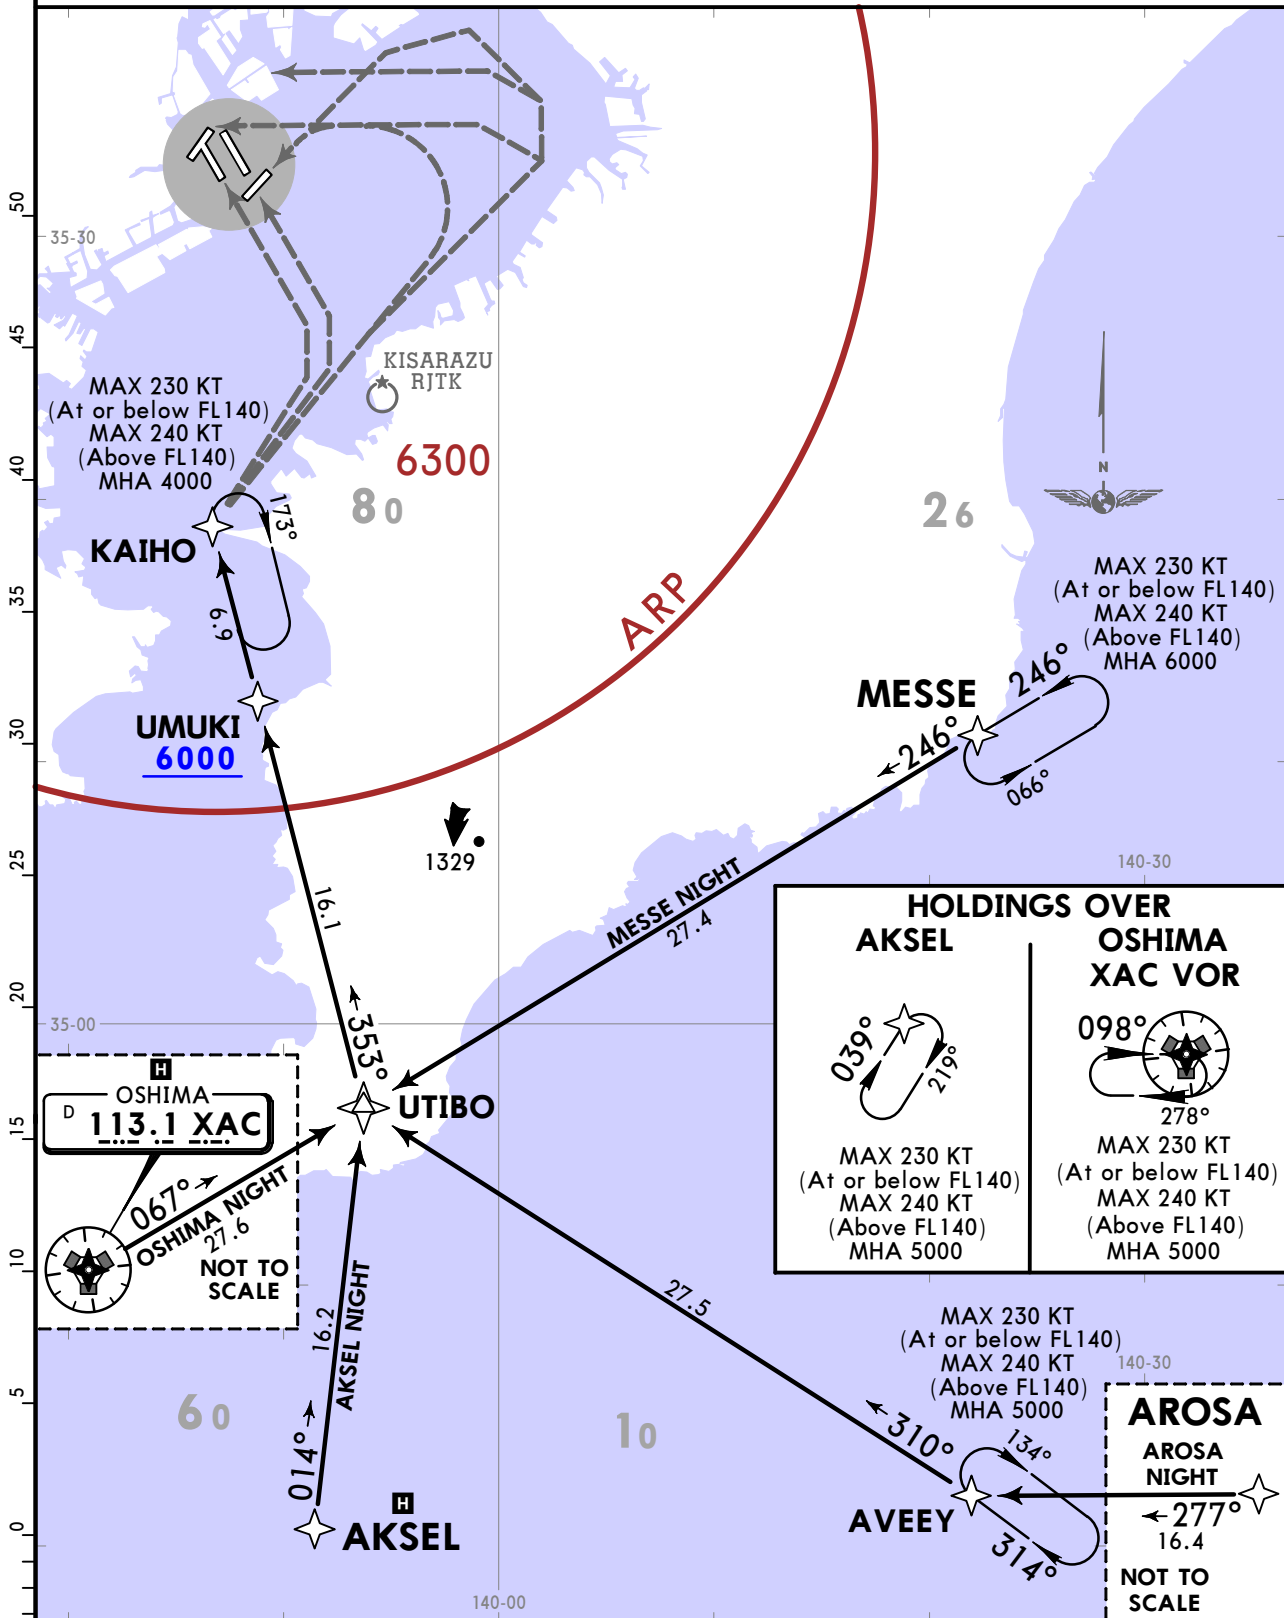 50
45
40
35
30
25
20
15
10
5
0
35-30
KISARAZU
RJTK
6300
80
26
MAX 230 KT
(At or below FL140)
MAX 240 KT
(Above FL140)
MHA 4000
173°
KAIHO
6.9
UMUKI
6000
ARP
N
MAX 230 KT
(At or below FL140)
MAX 240 KT
(Above FL140)
MHA 6000
MESSE
246°
246°
066°
1329
16.1
MESSE NIGHT
27.4
140-30
HOLDINGS OVER
AKSEL
039°
219°
MAX 230 KT
(At or below FL140)
MAX 240 KT
(Above FL140)
MHA 5000
OSHIMA
XAC VOR
098°
278°
MAX 230 KT
(At or below FL140)
MAX 240 KT
(Above FL140)
MHA 5000
35-00
353°
UTIBO
H
OSHIMA
D 113.1 XAC
067°
OSHIMA NIGHT
27.6
NOT TO
SCALE
16.2
AKSEL NIGHT
014°
H
AKSEL
27.5
60
10
MAX 230 KT
(At or below FL140)
MAX 240 KT
(Above FL140)
MHA 5000
310°
134°
AVEEY
314°
140-30
AROSA
AROSA
NIGHT
277°
16.4
NOT TO
SCALE
140-00